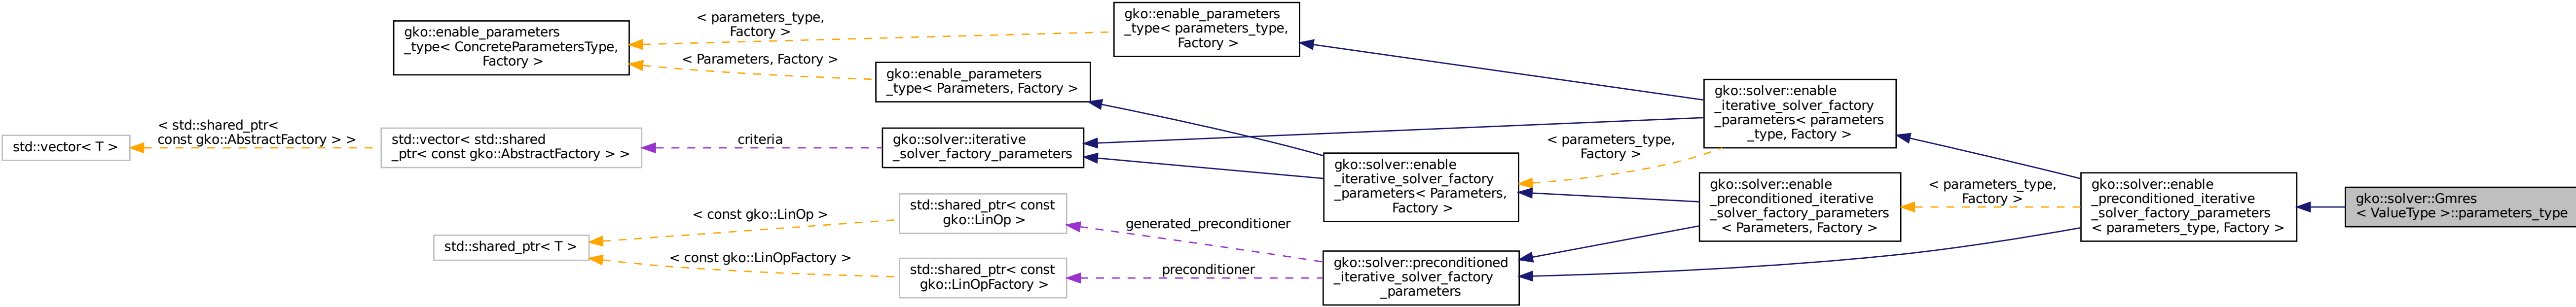 gko::enable_parameters
_type< ConcreteParametersType,
Factory >
< parameters_type,
Factory >
< Parameters, Factory >
gko::enable_parameters
_type< parameters_type,
Factory >
gko::enable_parameters
_type< Parameters, Factory >
std::vector< T >
< std::shared_ptr<
const gko::AbstractFactory > >
std::vector< std::shared
_ptr< const gko::AbstractFactory > >
criteria
gko::solver::iterative
_solver_factory_parameters
std::shared_ptr< T >
< const gko::LinOp >
< const gko::LinOpFactory >
std::shared_ptr< const
gko::LinOp >
std::shared_ptr< const
gko::LinOpFactory >
generated_preconditioner
preconditioner
gko::solver::enable
_iterative_solver_factory
_parameters< Parameters,
Factory >
gko::solver::preconditioned
_iterative_solver_factory
_parameters
< parameters_type,
Factory >
gko::solver::enable
_iterative_solver_factory
_parameters< parameters
_type, Factory >
gko::solver::enable
_preconditioned_iterative
_solver_factory_parameters
< Parameters, Factory >
< parameters_type,
Factory >
gko::solver::enable
_preconditioned_iterative
_solver_factory_parameters
< parameters_type, Factory >
gko::solver::Gmres
< ValueType >::parameters_type